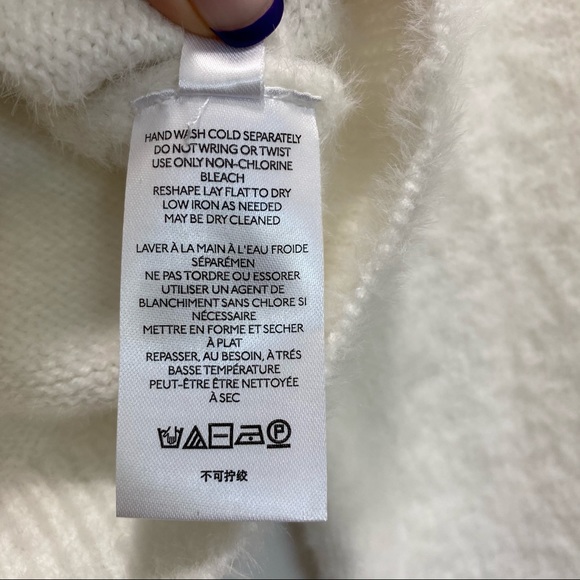 HAND WASH COLD SEPARATELY
DO NOT WRING OR TWIST
USE ONLY NON-CHLORINE
BLEACH
RESHAPE LAY FLAT TO DRY
LOW IRON AS NEEDED
MAY BE DRY CLEANED
LAVER À LA MAIN À L'EAU FROIDE
SÉPARÉMEN
NE PAS TORDRE OU ESSORER
UTILISER UN AGENT DE
BLANCHIMENT SANS CHLORE SI
NÉCESSAIRE
METTRE EN FORME ET SECHER
À PLAT
REPASSER, AU BESOIN, À TRÉS
BASSE TEMPÉRATURE
PEUT-ÊTRE ÊTRE NETTOYÉE
À SEC
P
不可拧绞